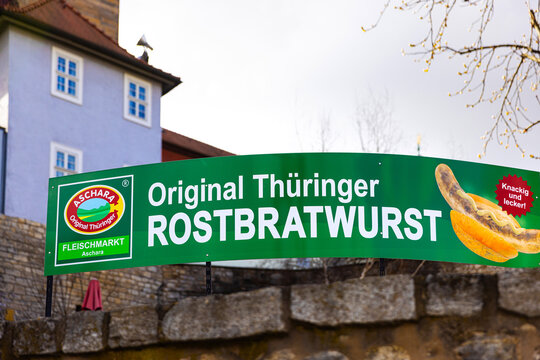 ASCHARA
Original Thüringer
FLEISCHMARKT
Aschara
Original Thüringer
ROSTBRATWURST
Knackig und
lecker!